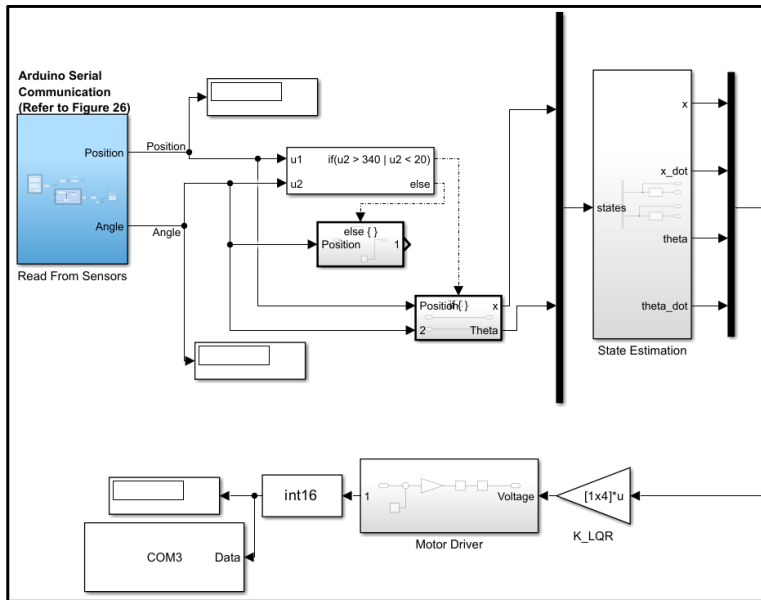 Arduino Serial
Communication
(Refer to Figure 26)
Position
Position
Angle
Angle
Read From Sensors
u1
if(u2 > 340 | u2 < 20)
u2
else
else { }
Position
1
Position
if { }
x
2
Theta
states
x
x_dot
theta
theta_dot
State Estimation
int16
1
Voltage
Motor Driver
[1x4]*u
K_LQR
COM3
Data